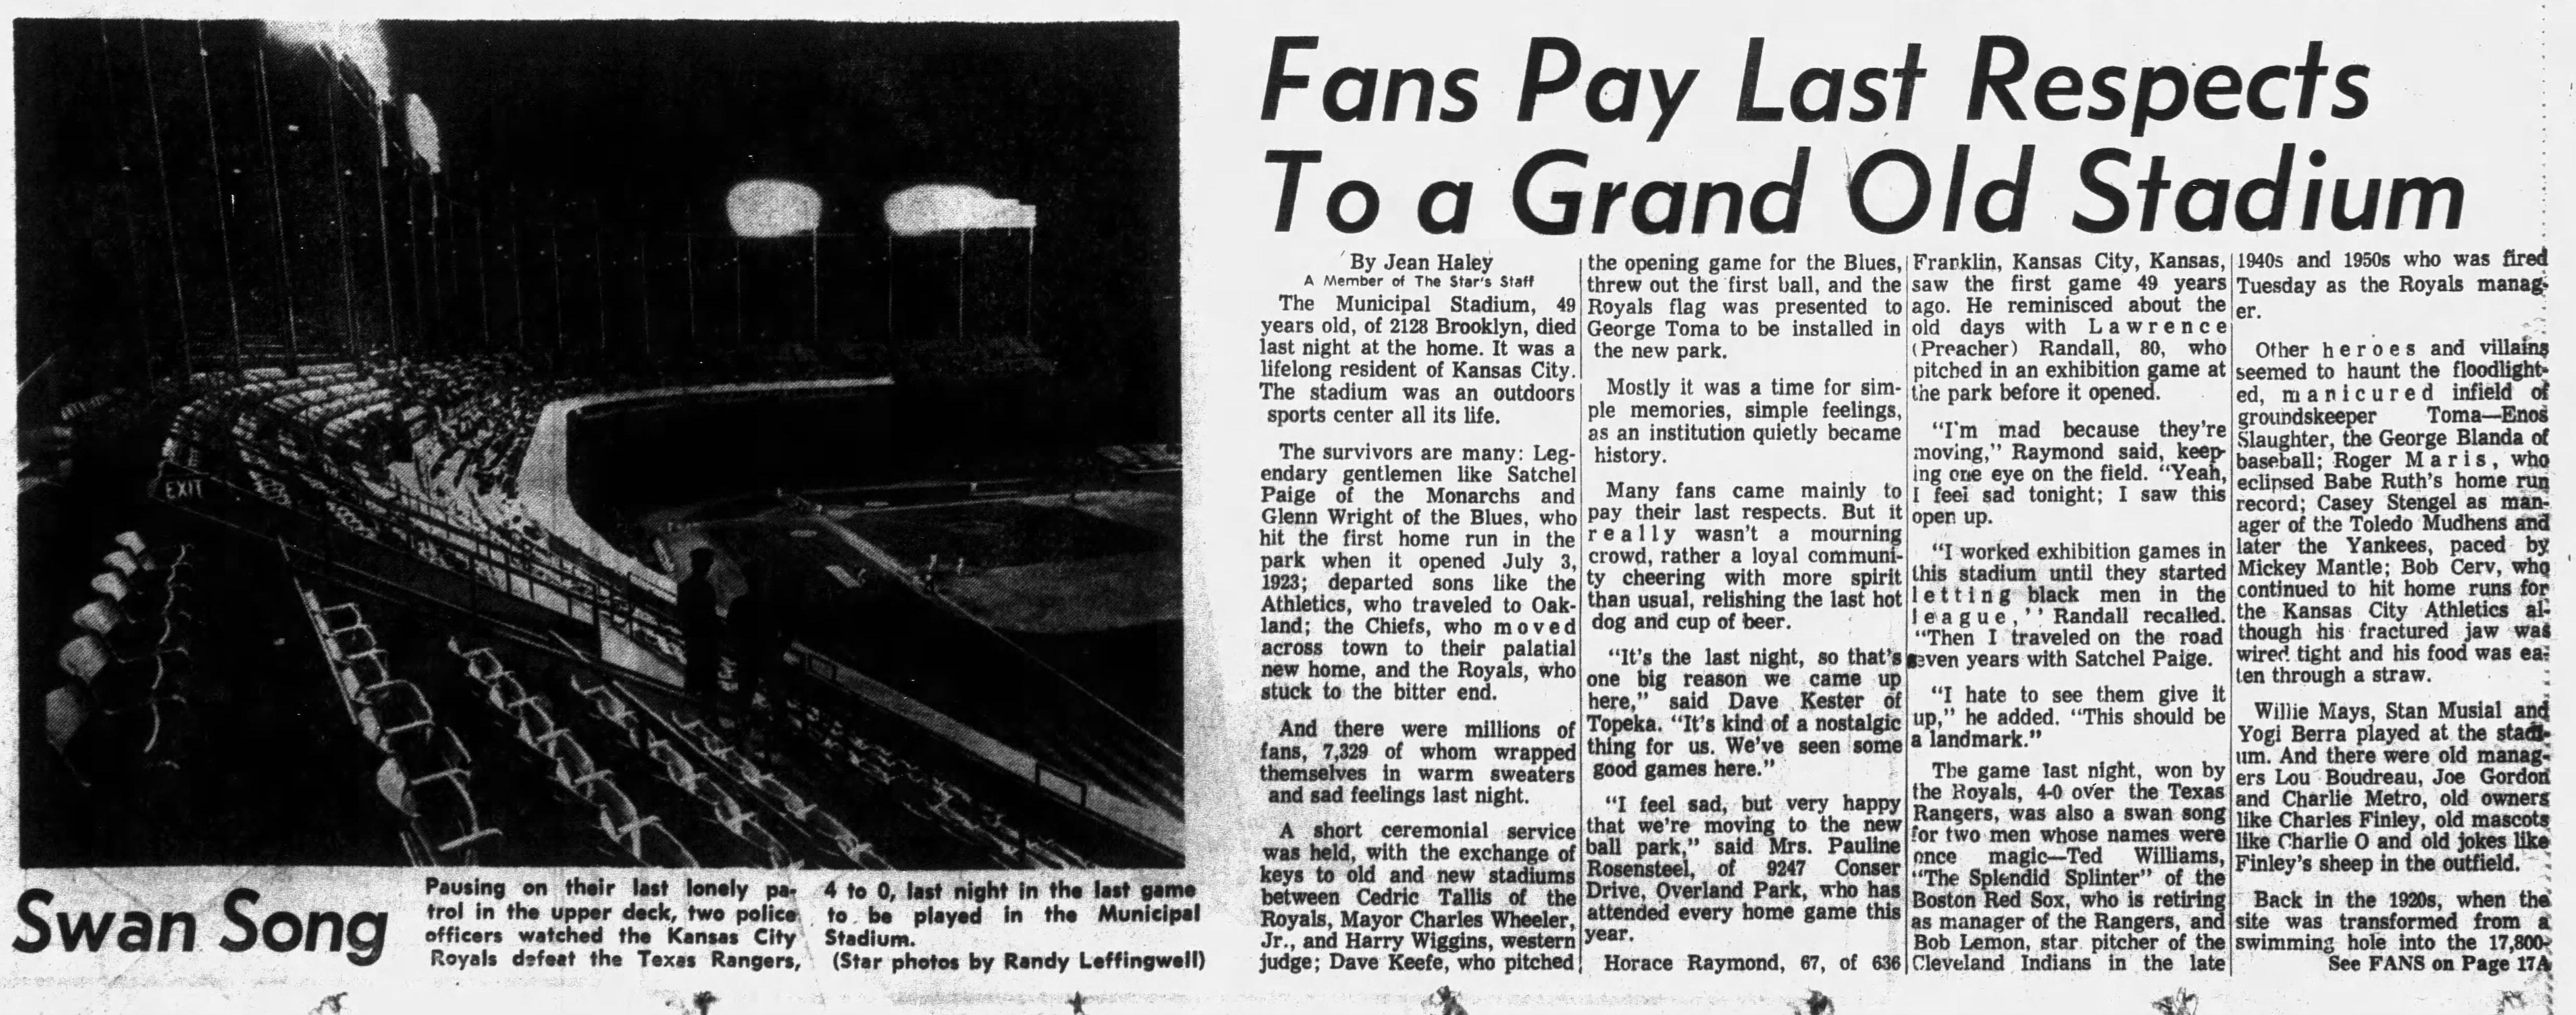 EXIT
Swan Song
Pausing on their last lonely pa-
trol in the upper deck, two police
officers watched the Kansas City
Royals defeat the Texas Rangers,
4 to 0, last night in the last game
to be played in the Municipal
Stadium.
(Star photos by Randy Leffingwell)
Fans Pay Last Respects
To a Grand Old Stadium
By Jean Haley
A Member of The Star's Staff
The Municipal Stadium, 49
years old, of 2128 Brooklyn, died
last night at the home. It was a
lifelong resident of Kansas City.
The stadium was an outdoors
sports center all its life.
The survivors are many: Leg-
endary gentlemen like Satchel
Paige of the Monarchs and
Glenn Wright of the Blues, who
hit the first home run in the
park when it opened July 3,
1923; departed sons like the
Athletics, who traveled to Oak-
land; the Chiefs, who moved
across town to their palatial
new home, and the Royals, who
stuck to the bitter end.
And there were millions of
fans, 7,329 of whom wrapped
themselves in warm sweaters
and sad feelings last night.
A short ceremonial service
was held, with the exchange of
keys to old and new stadiums
between Cedric Tallis of the
Royals, Mayor Charles Wheeler,
Jr., and Harry Wiggins, western
judge; Dave Keefe, who pitched
the opening game for the Blues,
threw out the first ball, and the
Royals flag was presented to
George Toma to be installed in
the new park.
Mostly it was a time for sim-
ple memories, simple feelings,
as an institution quietly became
history.
Many fans came mainly to
pay their last respects. But it
really wasn't a mourning
crowd, rather a loyal communi-
ty cheering with more spirit
than usual, relishing the last hot
dog and cup of beer.
"It's the last night, so that's
one big reason we came up
here," said Dave Kester of
Topeka. "It's kind of a nostalgic
thing for us. We've seen some
good games here."
"I feel sad, but very happy
that we're moving to the new
ball park," said Mrs. Pauline
Rosensteel, of 9247 Conser
Drive, Overland Park, who has
attended every home game this
year.
Horace Raymond, 67, of 636
Franklin, Kansas City, Kansas,
saw the first game 49 years
ago. He reminisced about the
old days with Lawrence
(Preacher) Randall, 80, who
pitched in an exhibition game at
the park before it opened.
"I'm mad because they're
moving," Raymond said, keep-
ing one eye on the field. "Yeah,
I feel sad tonight; I saw this
open up.
"I worked exhibition games in
this stadium until they started
letting black men in the
league," Randall recalled.
"Then I traveled on the road
seven years with Satchel Paige.
"I hate to see them give it
up," he added. "This should be
a landmark."
The game last night, won by
the Royals, 4-0 over the Texas
Rangers, was also a swan song
for two men whose names were
once magic—Ted Williams,
"The Splendid Splinter" of the
Boston Red Sox, who is retiring
as manager of the Rangers, and
Bob Lemon, star pitcher of the
Cleveland Indians in the late
1940s and 1950s who was fired
Tuesday as the Royals manag-
er.
Other heroes and villains
seemed to haunt the floodlight-
ed, manicured infield of
groundskeeper Toma—Enos
Slaughter, the George Blanda of
baseball; Roger Maris, who
eclipsed Babe Ruth's home run
record; Casey Stengel as man-
ager of the Toledo Mudhens and
later the Yankees, paced by
Mickey Mantle; Bob Cerv, who
continued to hit home runs for
the Kansas City Athletics al-
though his fractured jaw was
wired tight and his food was ea-
ten through a straw.
Willie Mays, Stan Musial and
Yogi Berra played at the stadi-
um. And there were old manag-
ers Lou Boudreau, Joe Gordon
and Charlie Metro, old owners
like Charles Finley, old mascots
like Charlie O and old jokes like
Finley's sheep in the outfield.
Back in the 1920s, when the
site was transformed from a
swimming hole into the 17,800-
See FANS on Page 17A